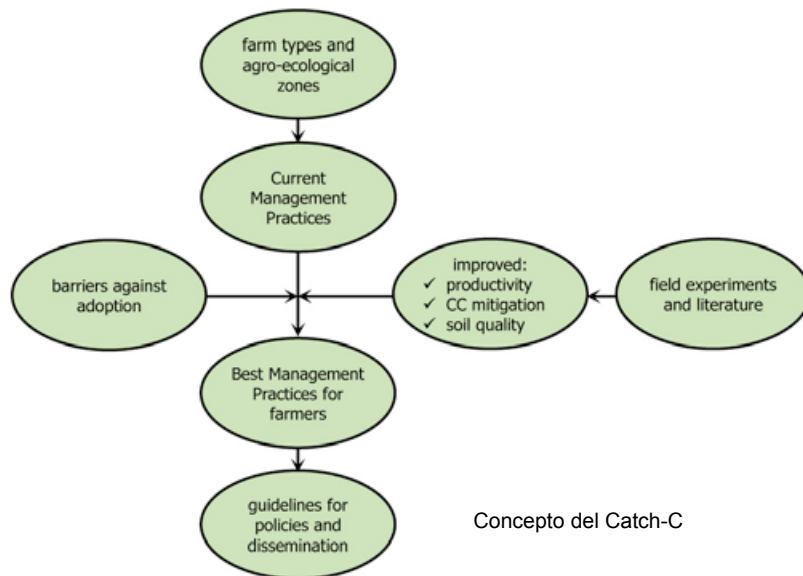 farm types and
agro-ecological
zones
Current
Management
Practices
barriers against
adoption
improved:
✓ productivity
✓ CC mitigation
✓ soil quality
field experiments
and literature
Best Management
Practices for
farmers
guidelines for
policies and
dissemination
Concepto del Catch-C